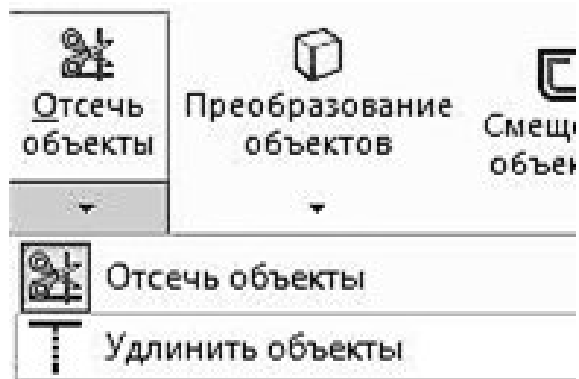 Отсечь
объекты
Преобразование
объектов
Отсечь объекты
Удлинить объекты